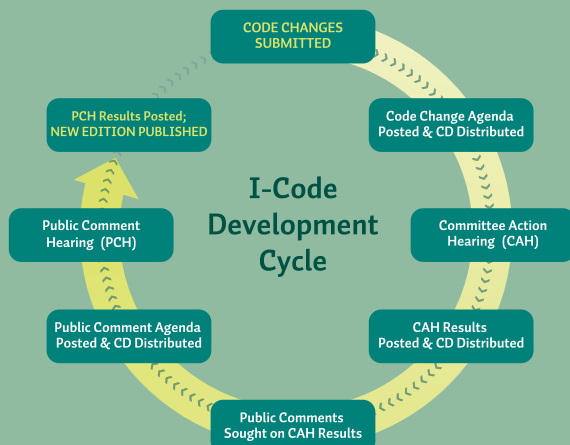 CODE CHANGES
SUBMITTED
Code Change Agenda
Posted & CD Distributed
Committee Action
Hearing (CAH)
CAH Results
Posted & CD Distributed
Public Comments
Sought on CAH Results
Public Comment Agenda
Posted & CD Distributed
Public Comment
Hearing (PCH)
PCH Results Posted;
NEW EDITION PUBLISHED
I-Code
Development
Cycle